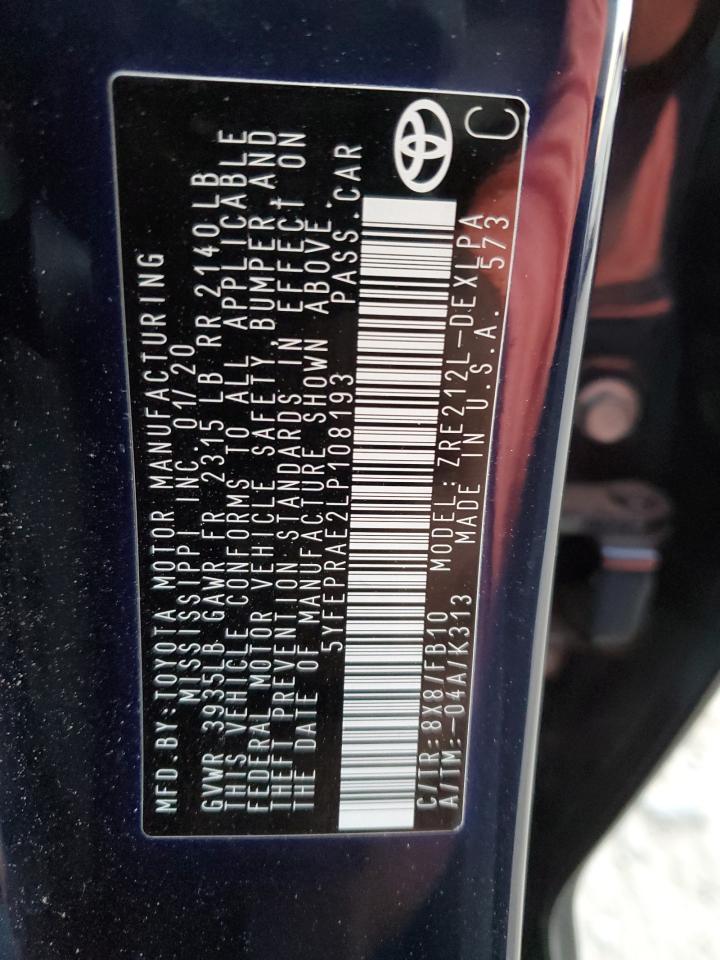 MFD.BY:TOYOTA MOTOR MANUFACTURING
MISSISSIPPI INC.01/20
GVWR 3935LB GAWR FR 2315 LB RR 2140 LB
THIS VEHICLE CONFORMS TO ALL APPLICABLE
FEDERAL MOTOR VEHICLE SAFETY, BUMPER, AND
THEFT PREVENTION STANDARDS IN EFFECT ON
THE DATE OF MANUFACTURE SHOWN ABOVE.
5YFEPRAE2LP108193 PASS.CAR
C/TR:8X8/FB10 MODEL:ZRE212L-DEXLPA
A/TM:-04A/K313 MADE IN U.S.A. 573
C